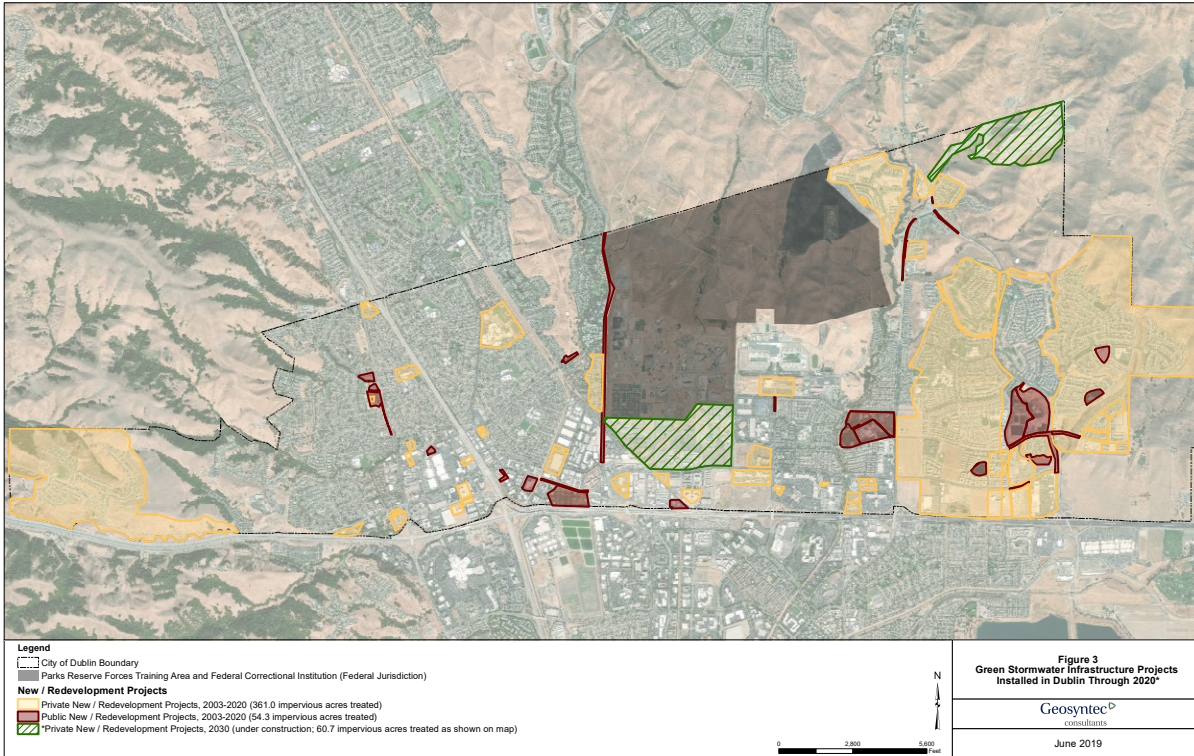 Legend
City of Dublin Boundary
Parks Reserve Forces Training Area and Federal Correctional Institution (Federal Jurisdiction)
New / Redevelopment Projects
Private New / Redevelopment Projects, 2003-2020 (361.0 impervious acres treated)
Public New / Redevelopment Projects, 2003-2020 (54.3 impervious acres treated)
*Private New / Redevelopment Projects, 2030 (under construction; 60.7 impervious acres treated as shown on map)
N
0 2,800 5,600
Feet
Figure 3
Green Stormwater Infrastructure Projects
Installed in Dublin Through 2020*
Geosyntec
consultants
June 2019